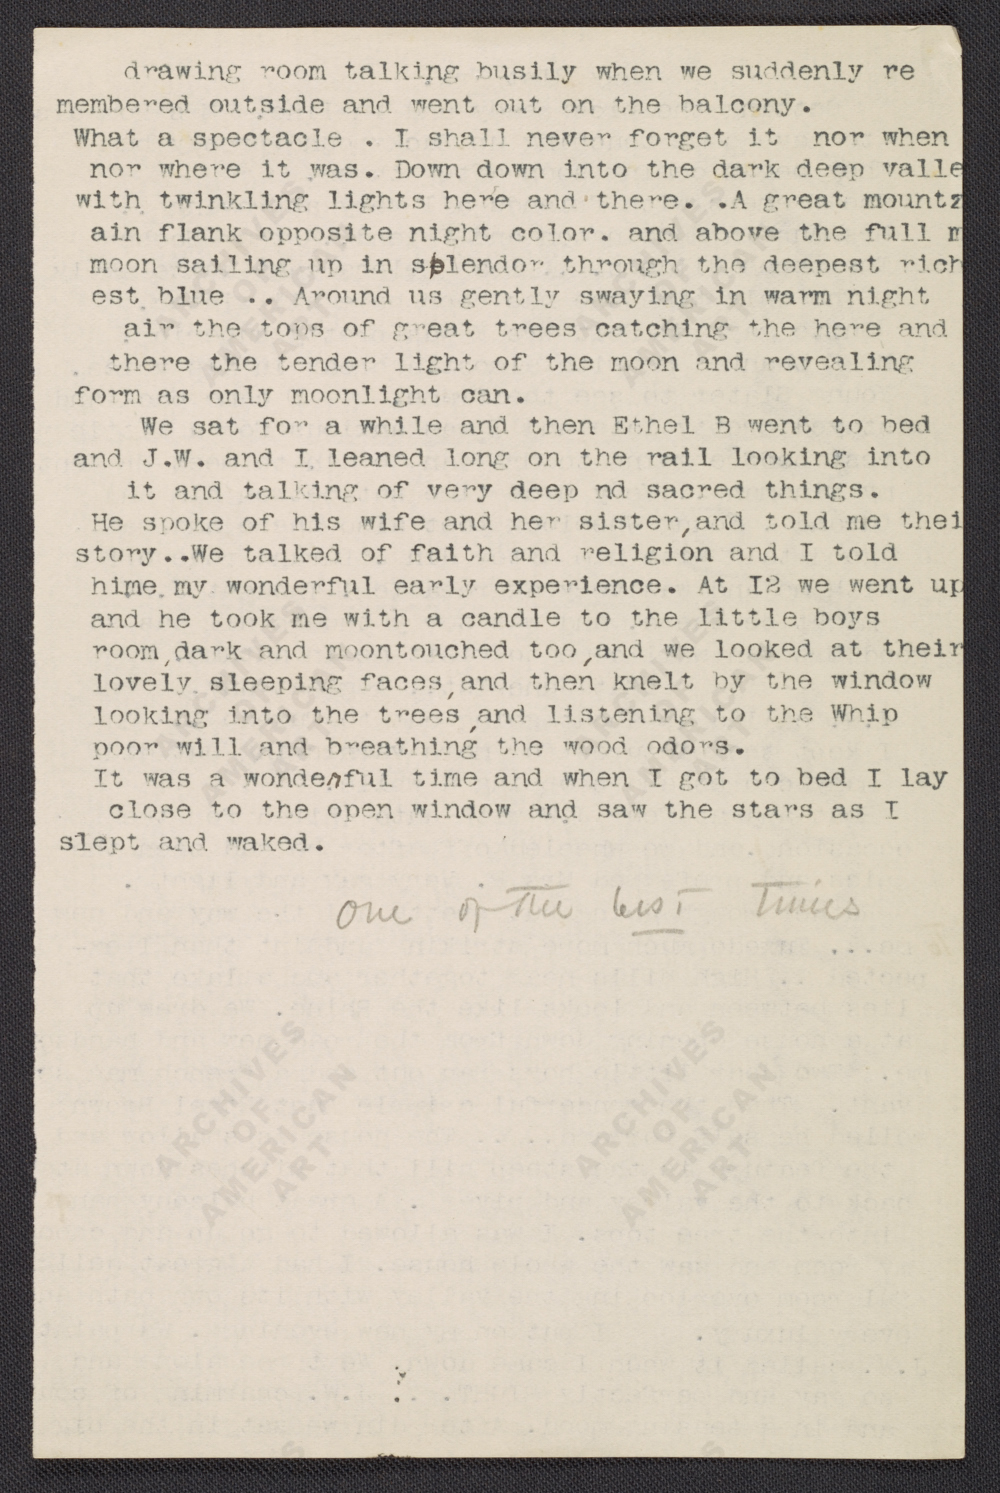 drawing room talking busily when we suddenly re
membered outside and went out on the balcony.
What a spectacle . I shall never forget it nor when
nor where it was. Down down into the dark deep valle
with twinkling lights here and there. .A great mount
ain flank opposite night color. and above the full m
moon sailing up in splendor through the deepest rich
est blue .. Around us gently swaying in warm night
air the tops of great trees catching the here and
there the tender light of the moon and revealing
form as only moonlight can.
We sat for a while and then Ethel B went to bed
and J.W. and I leaned long on the rail looking into
it and talking of very deep nd sacred things.
He spoke of his wife and her sister,and told me thei
story..We talked of faith and religion and I told
hime my wonderful early experience. At I2 we went up
and he took me with a candle to the little boys
room,dark and moontouched too,and we looked at their
lovely sleeping faces,and then knelt by the window
looking into the trees,and listening to the Whip
poor will and breathing the wood odors.
It was a wonderful time and when I got to bed I lay
close to the open window and saw the stars as I
slept and waked.
One of the best times
ARCHIVES OF AMERICAN ART
ARCHIVES OF AMERICAN ART